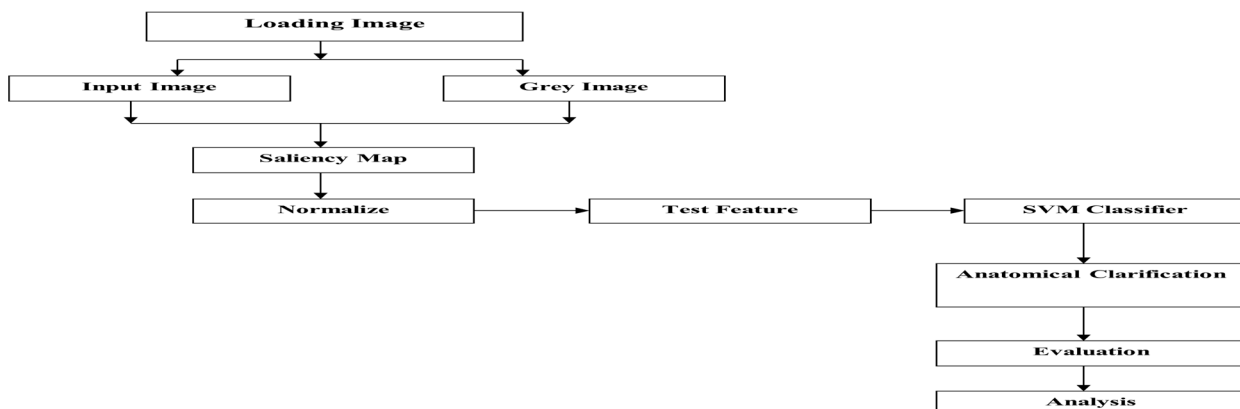 Loading Image
Input Image
Grey Image
Saliency Map
Normalize
Test Feature
SVM Classifier
Anatomical Clarification
Evaluation
Analysis